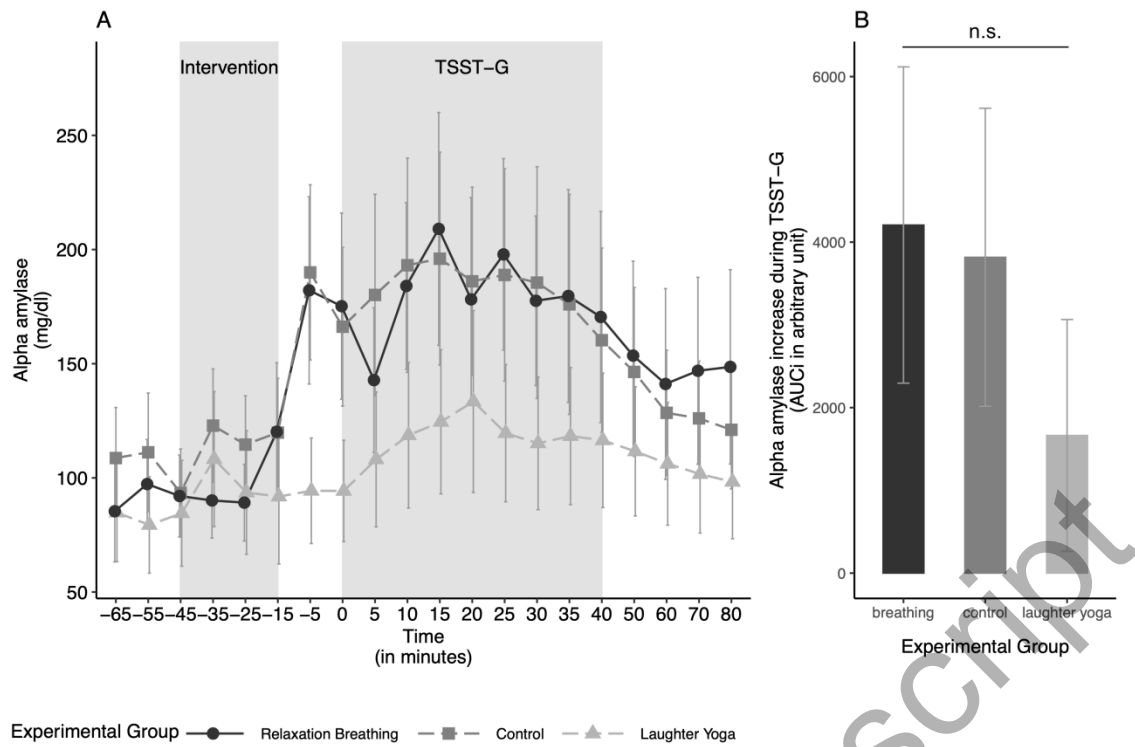 A
Intervention
TSST−G
Alpha amylase
(mg/dl)
250
200
150
100
50
−65 −55 −45 −35 −25 −15 −5 0 5 10 15 20 25 30 35 40 50 60 70 80
Time
(in minutes)
Experimental Group
Relaxation Breathing
Control
Laughter Yoga
B
n.s.
Alpha amylase increase during TSST−G
(AUCi in arbitrary unit)
6000
4000
2000
0
breathing control laughter yoga
Experimental Group
script